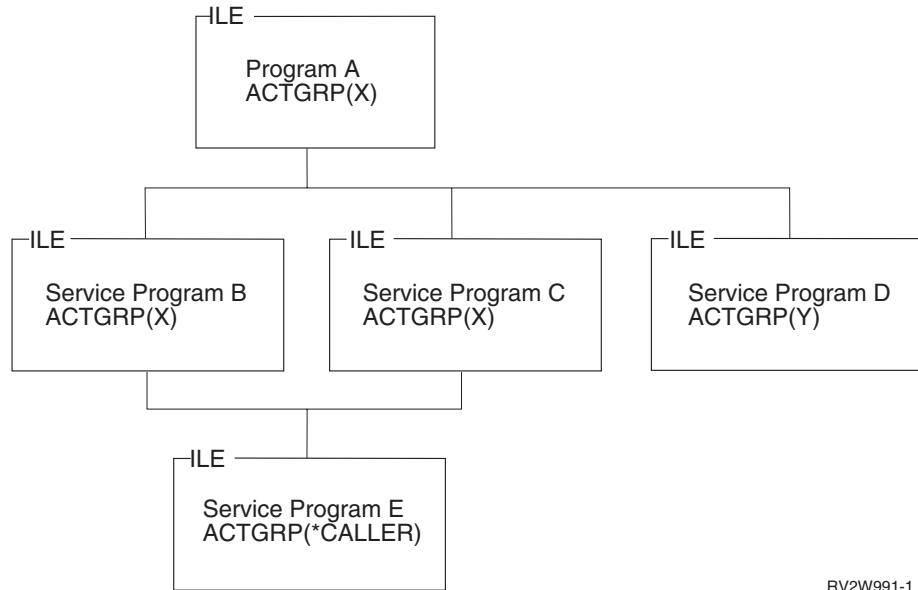 ILE
Program A
ACTGRP(X)
ILE
Service Program B
ACTGRP(X)
ILE
Service Program C
ACTGRP(X)
ILE
Service Program D
ACTGRP(Y)
ILE
Service Program E
ACTGRP(*CALLER)
RV2W991-1